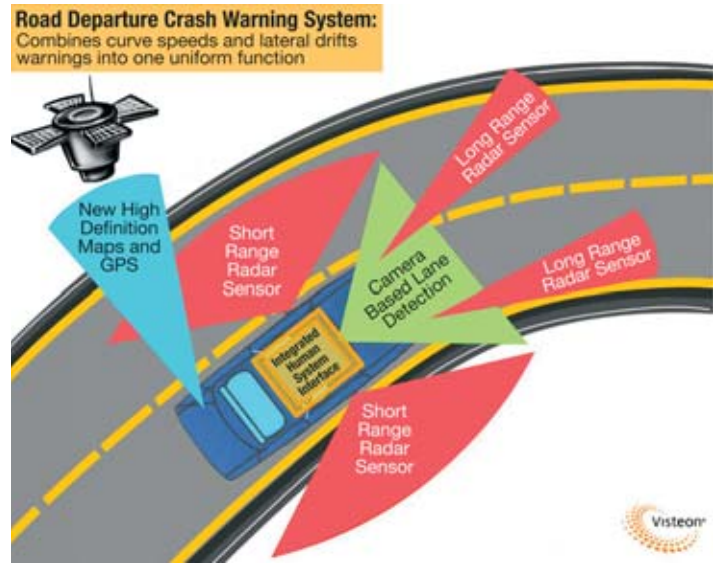 Road Departure Crash Warning System:
Combines curve speeds and lateral drifts
warnings into one uniform function
New High
Definition
Maps and
GPS
Short
Range
Radar
Sensor
Long Range
Radar Sensor
Camera
Based Lane
Detection
Long Range
Radar Sensor
Integrated
Human
System
Interface
Short
Range
Radar
Sensor
Visteon®